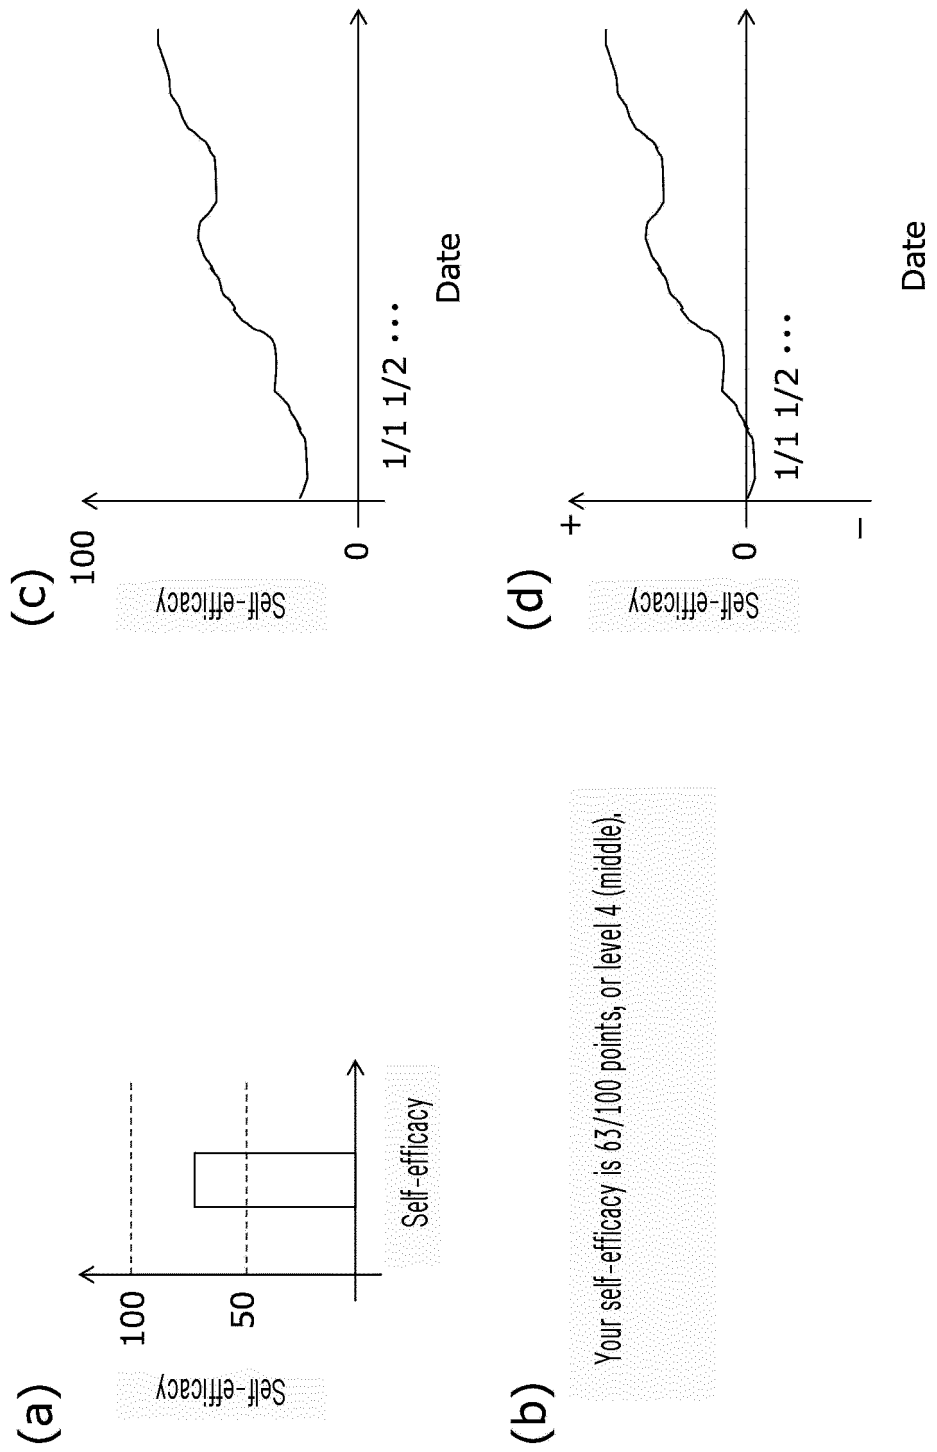 (a)
Self-efficacy
100
50
Self-efficacy
(b)
Your self-efficacy is 63/100 points, or level 4 (middle).
(c)
Self-efficacy
100
0
1/1 1/2 ...
Date
(d)
Self-efficacy
+
0
−
1/1 1/2 ...
Date